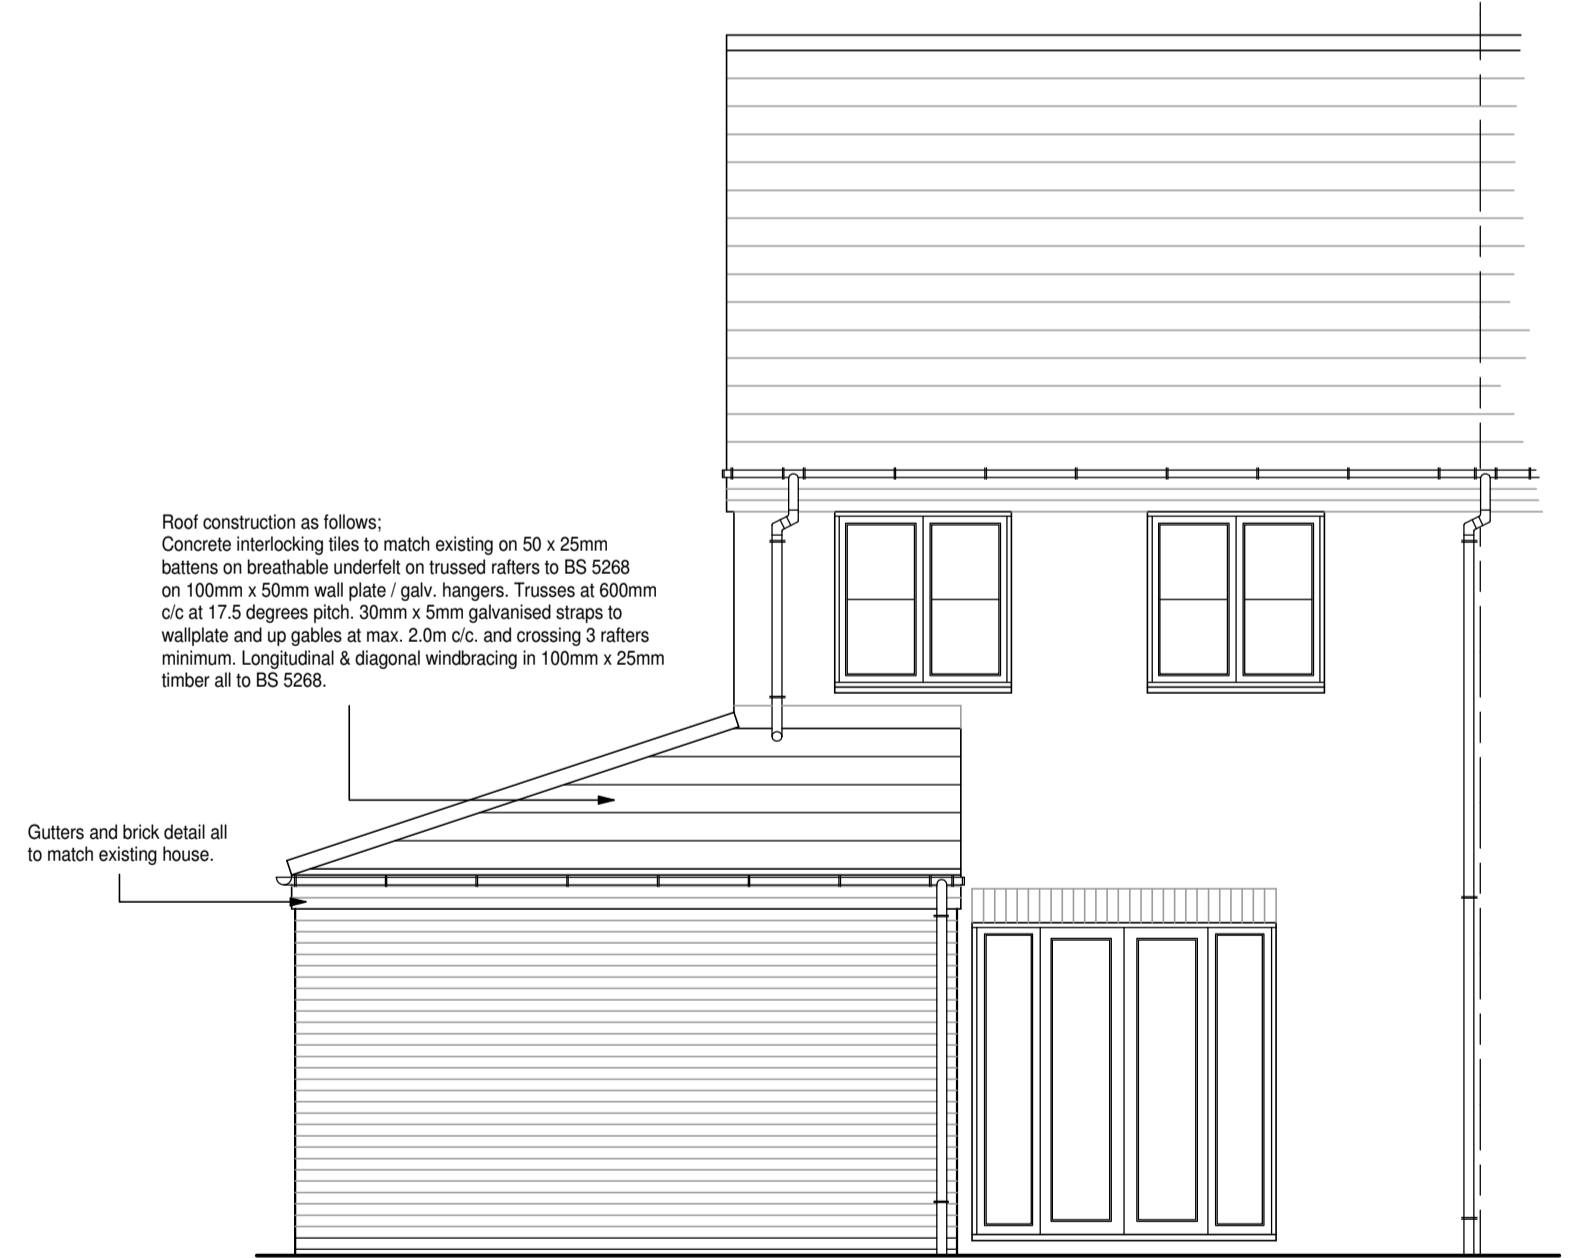 Roof construction as follows;
Concrete interlocking tiles to match existing on 50 x 25mm
battens on breathable underfelt on trussed rafters to BS 5268
on 100mm x 50mm wall plate / galv. hangers. Trusses at 600mm
c/c at 17.5 degrees pitch. 30mm x 5mm galvanised straps to
wallplate and up gables at max. 2.0m c/c. and crossing 3 rafters
minimum. Longitudinal & diagonal windbracing in 100mm x 25mm
timber all to BS 5268.
Gutters and brick detail all
to match existing house.